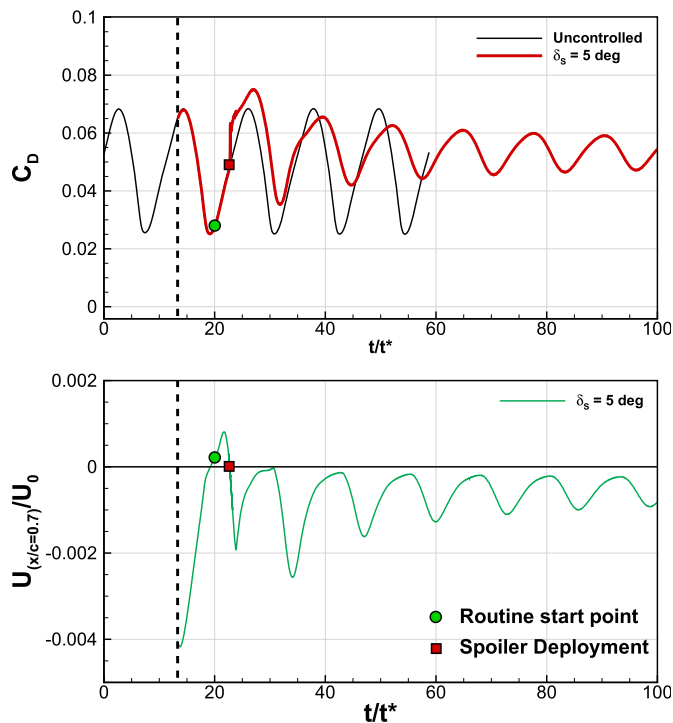 0.1
0.08
0.06
0.04
0.02
0
C_D
Uncontrolled
δ_s = 5 deg
0 20 40 60 80 100
t/t*
0.002
0
-0.002
-0.004
U_(x/c=0.7)/U_0
δ_s = 5 deg
Routine start point
Spoiler Deployment
0 20 40 60 80 100
t/t*